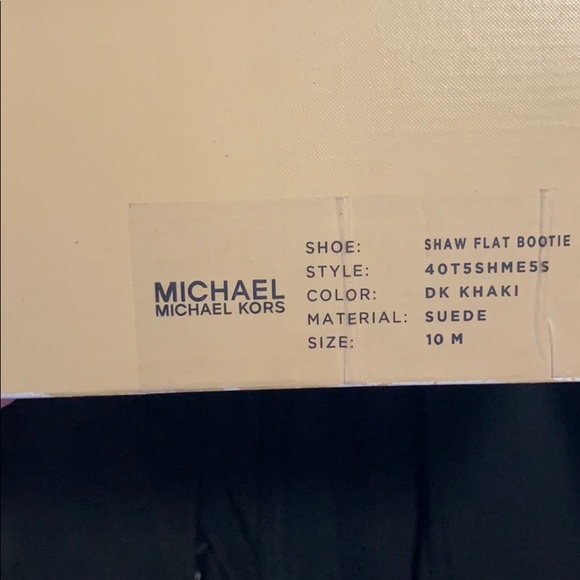 MICHAEL
MICHAEL KORS
SHOE: SHAW FLAT BOOTIE
STYLE: 40T5SHME5S
COLOR: DK KHAKI
MATERIAL: SUEDE
SIZE: 10 M